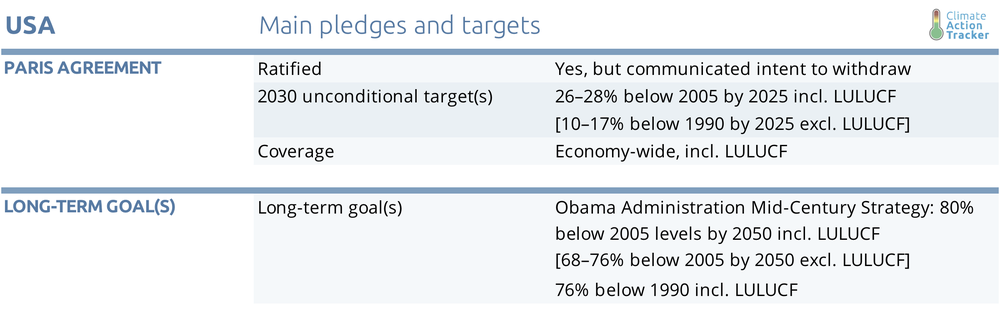 USA
Main pledges and targets
Climate
Action
Tracker
PARIS AGREEMENT
Ratified
Yes, but communicated intent to withdraw
2030 unconditional target(s)
26–28% below 2005 by 2025 incl. LULUCF
[10–17% below 1990 by 2025 excl. LULUCF]
Coverage
Economy-wide, incl. LULUCF
LONG-TERM GOAL(S)
Long-term goal(s)
Obama Administration Mid-Century Strategy: 80%
below 2005 levels by 2050 incl. LULUCF
[68–76% below 2005 by 2050 excl. LULUCF]
76% below 1990 incl. LULUCF